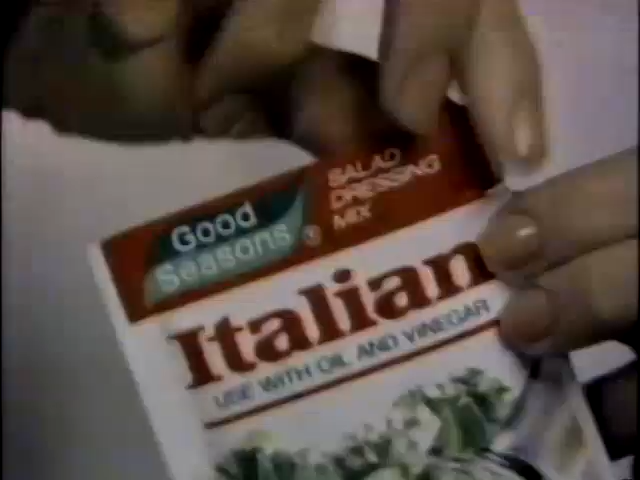 Good
Seasons ®
SALAD
DRESSING
MIX
Italian
USE WITH OIL AND VINEGAR